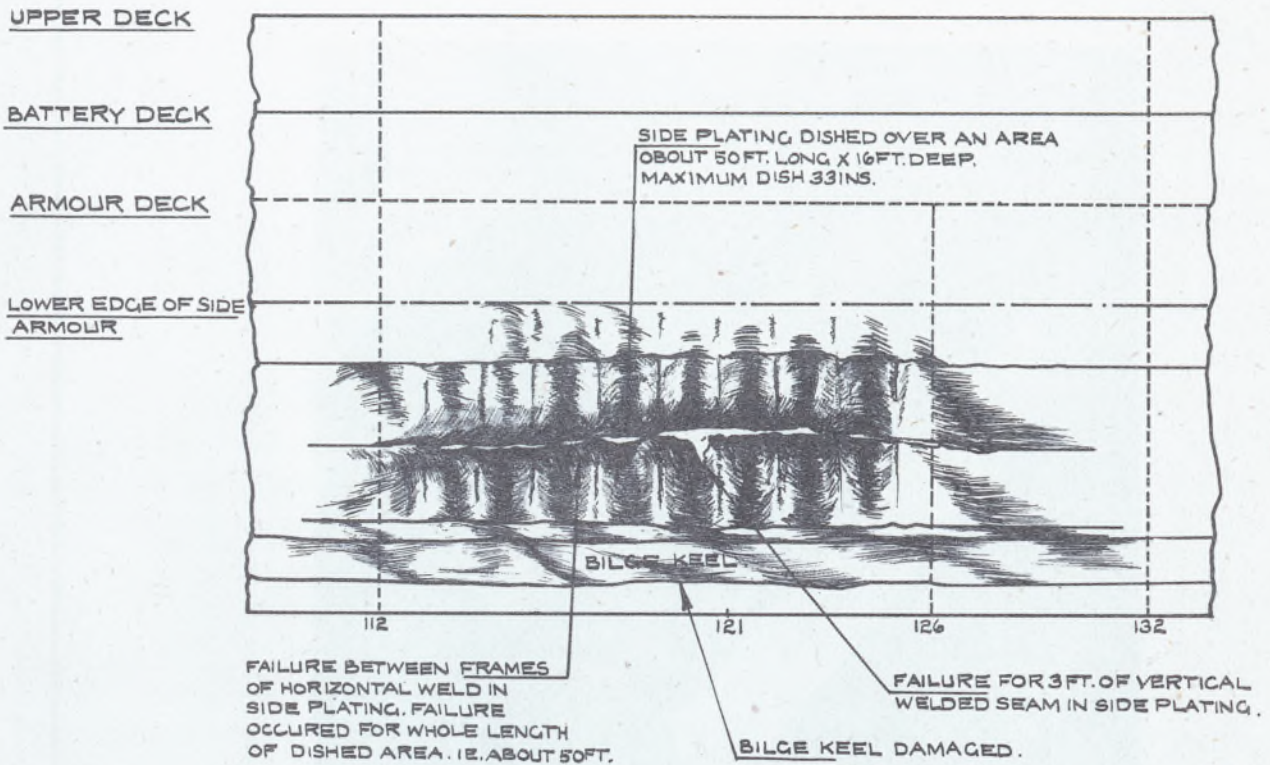 UPPER DECK
BATTERY DECK
SIDE PLATING DISHED OVER AN AREA
OBOUT 50FT. LONG X 16FT. DEEP.
MAXIMUM DISH 33INS.
ARMOUR DECK
LOWER EDGE OF SIDE
ARMOUR
BILGE KEEL.
112 121 126 132
FAILURE BETWEEN FRAMES
OF HORIZONTAL WELD IN
SIDE PLATING. FAILURE
OCCURED FOR WHOLE LENGTH
OF DISHED AREA. IE. ABOUT 50FT.
FAILURE FOR 3FT. OF VERTICAL
WELDED SEAM IN SIDE PLATING.
BILGE KEEL DAMAGED.